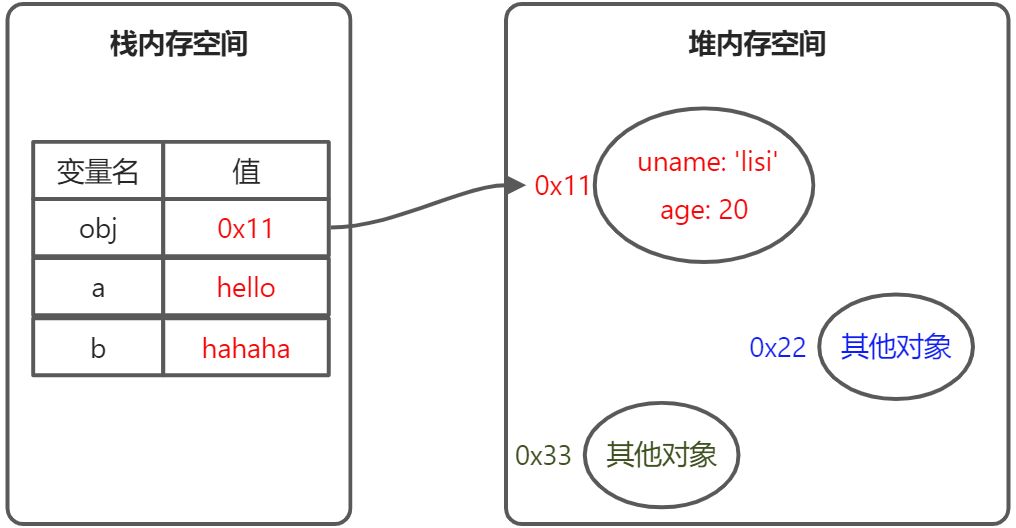 栈内存空间
变量名 值
obj 0x11
a hello
b hahaha
堆内存空间
0x11
uname: 'lisi'
age: 20
0x22 其他对象
0x33 其他对象